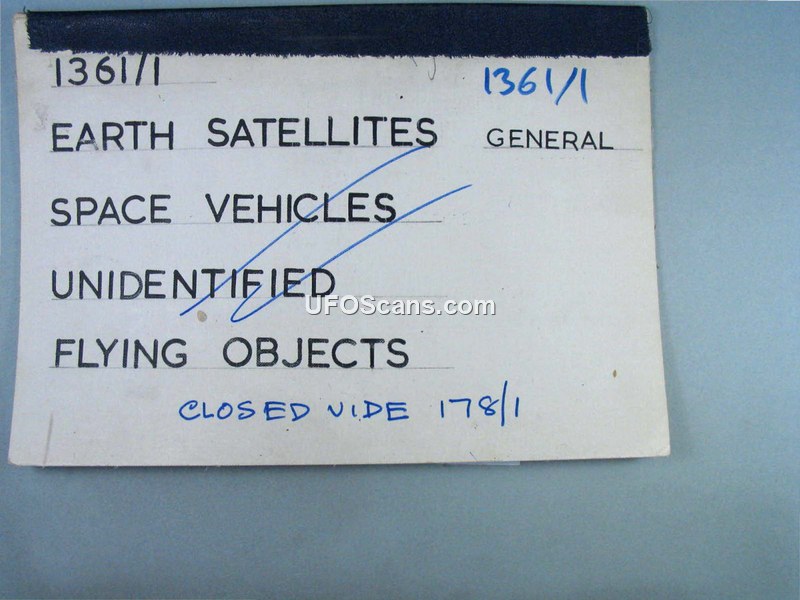 1361/1 1361/1
EARTH SATELLITES GENERAL
SPACE VEHICLES
UNIDENTIFIED
UFOScans.com
FLYING OBJECTS
CLOSED VIDE 178/1